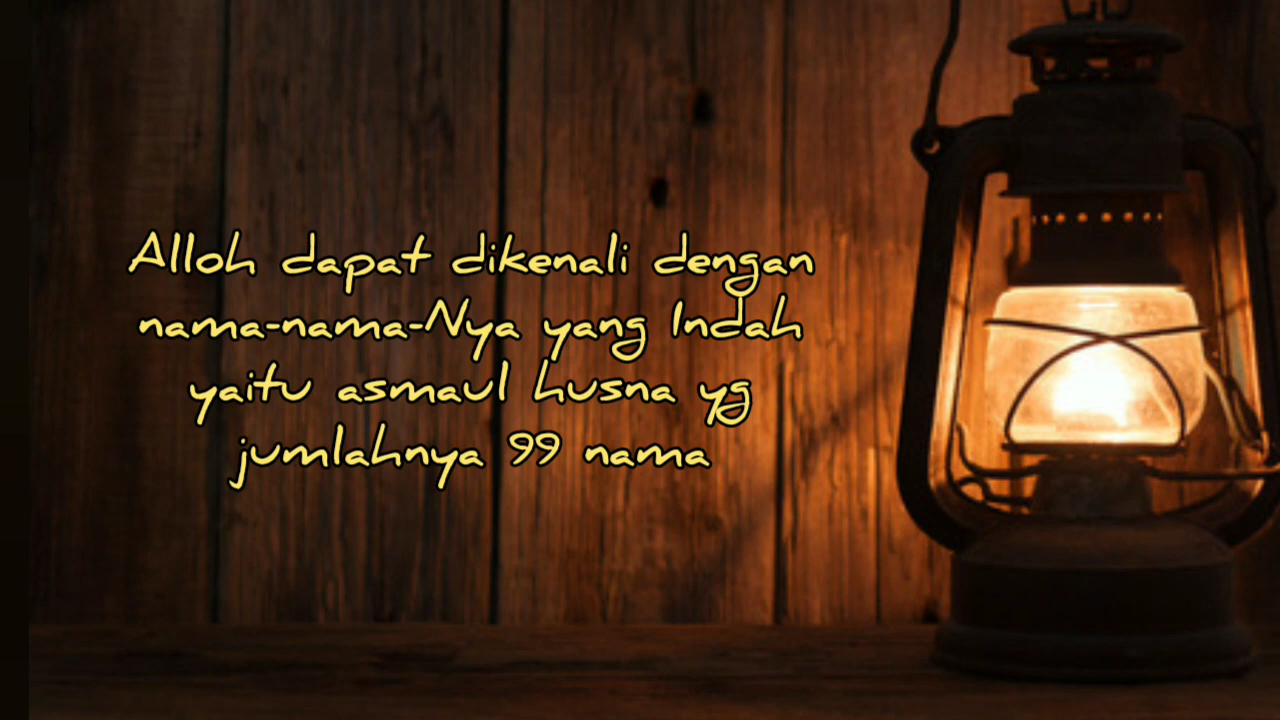 Alloh dapat dikenali dengan
nama-nama-Nya yang Indah
yaitu asmaul husna yg
jumlahnya 99 nama